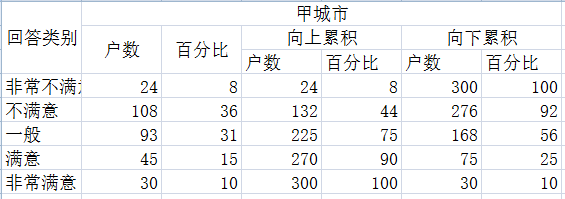 甲城市
回答类别 户数 百分比 向上累积 向下累积
户数 百分比 户数 百分比
非常不满意 24 8 24 8 300 100
不满意 108 36 132 44 276 92
一般 93 31 225 75 168 56
满意 45 15 270 90 75 25
非常满意 30 10 300 100 30 10